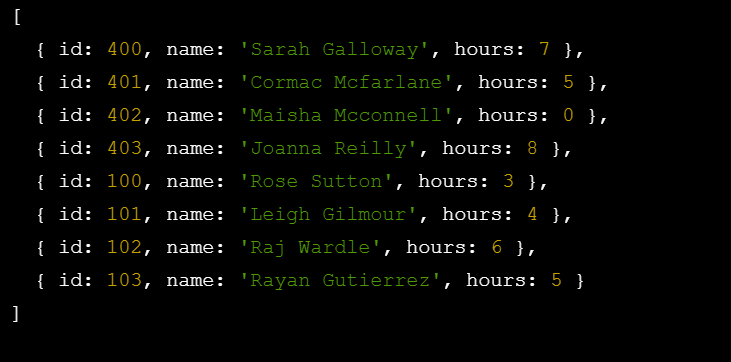 [
  { id: 400, name: 'Sarah Galloway', hours: 7 },
  { id: 401, name: 'Cormac Mcfarlane', hours: 5 },
  { id: 402, name: 'Maisha Mcconnell', hours: 0 },
  { id: 403, name: 'Joanna Reilly', hours: 8 },
  { id: 100, name: 'Rose Sutton', hours: 3 },
  { id: 101, name: 'Leigh Gilmour', hours: 4 },
  { id: 102, name: 'Raj Wardle', hours: 6 },
  { id: 103, name: 'Rayan Gutierrez', hours: 5 }
]